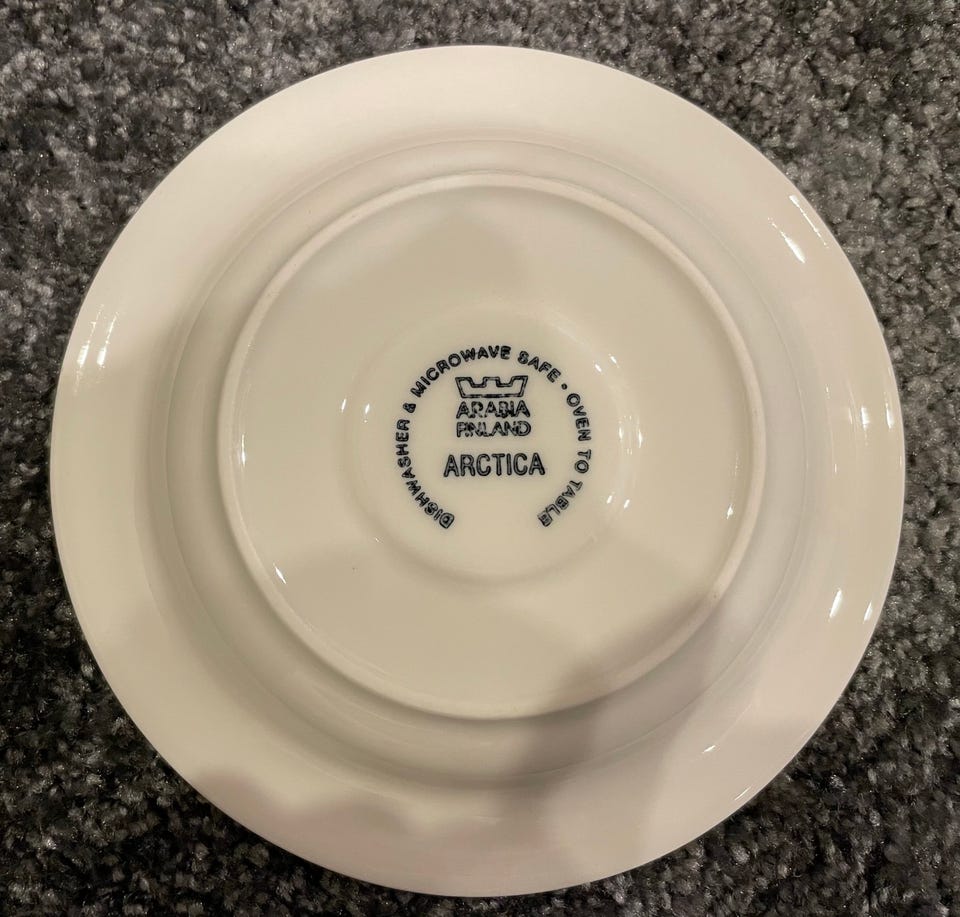 DISHWASHER & MICROWAVE SAFE • OVEN TO TABLE
ARABIA
FINLAND
ARCTICA